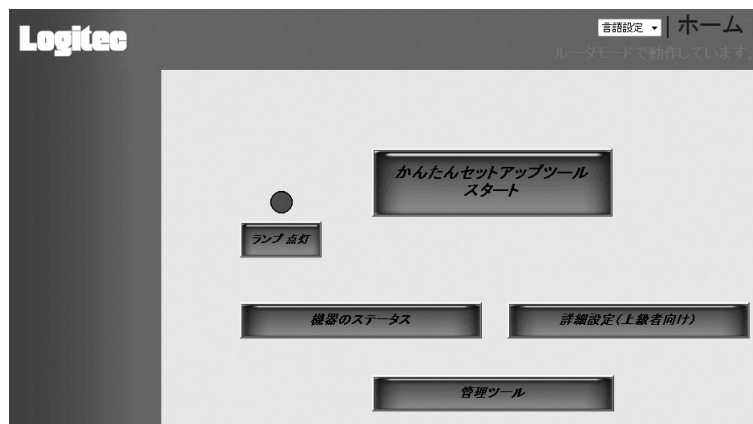 Logitec
言語設定
| ホーム
ルータモードで動作しています。
かんたんセットアップツール
スタート
ランプ 点灯
機器のステータス
詳細設定(上級者向け)
管理ツール